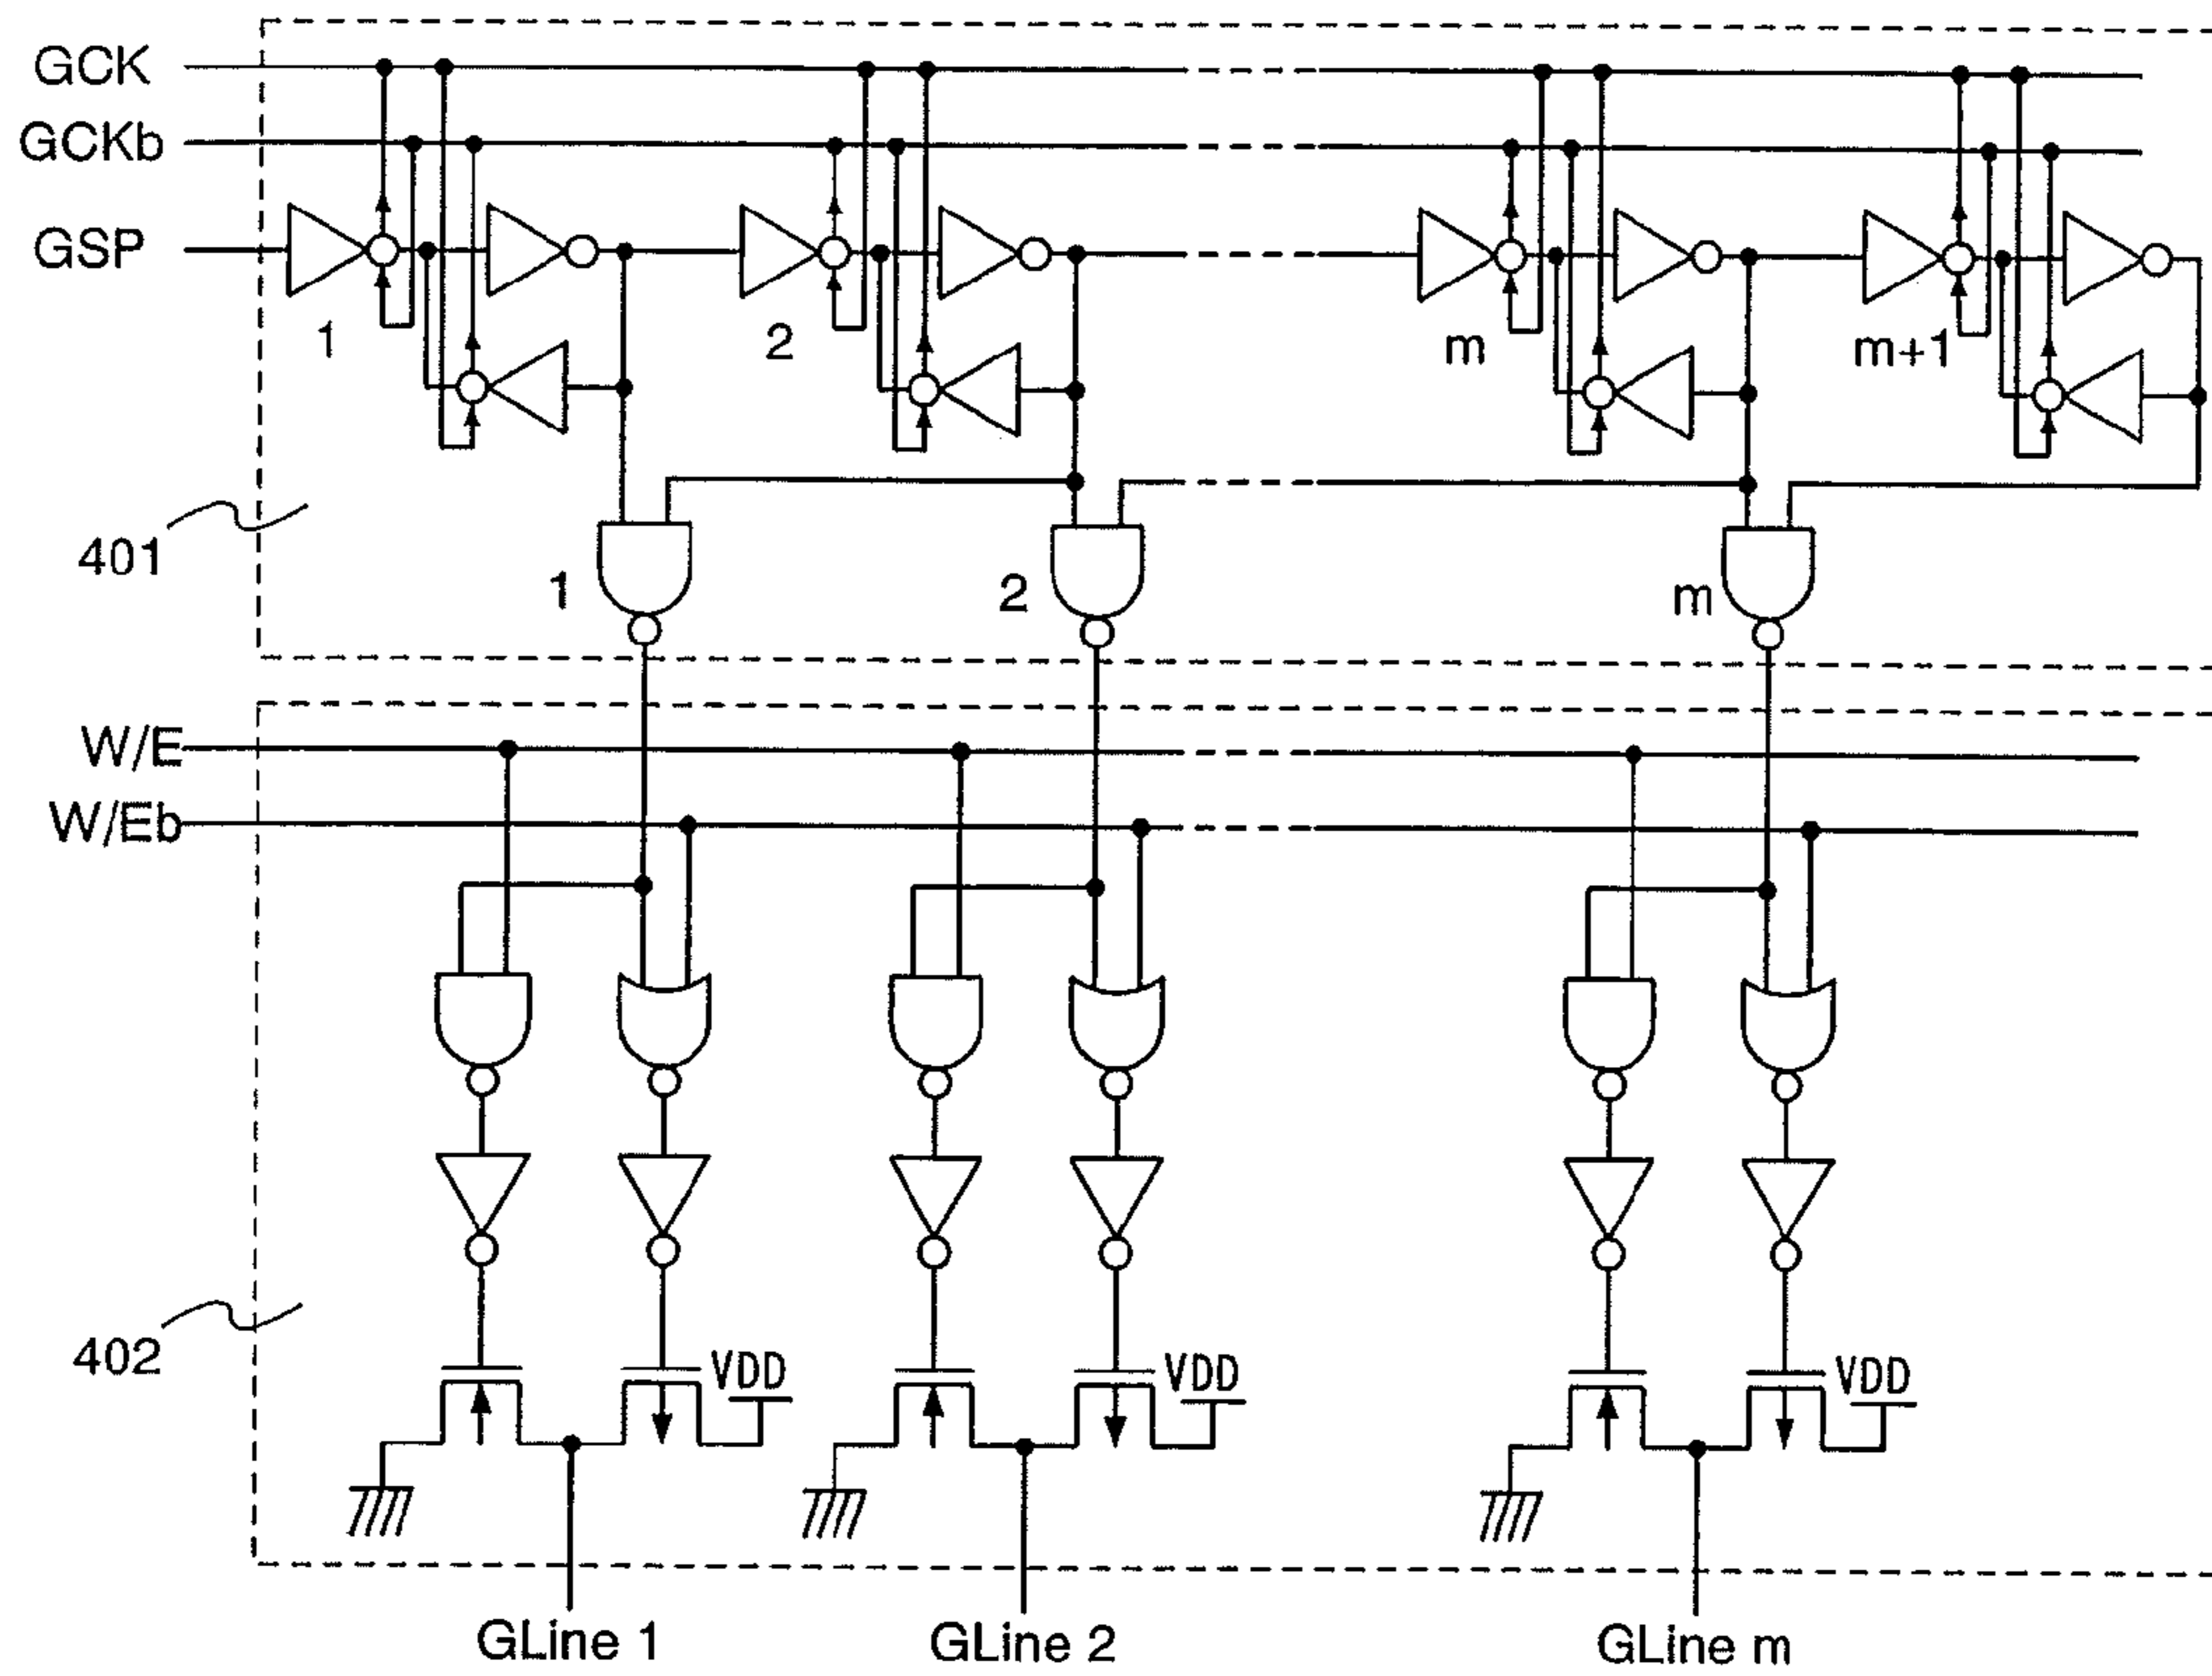 GCK
GCKb
GSP
1
2
m
m+1
401
1
2
m
W/E
W/Eb
402
VDD
VDD
VDD
GLine 1
GLine 2
GLine m